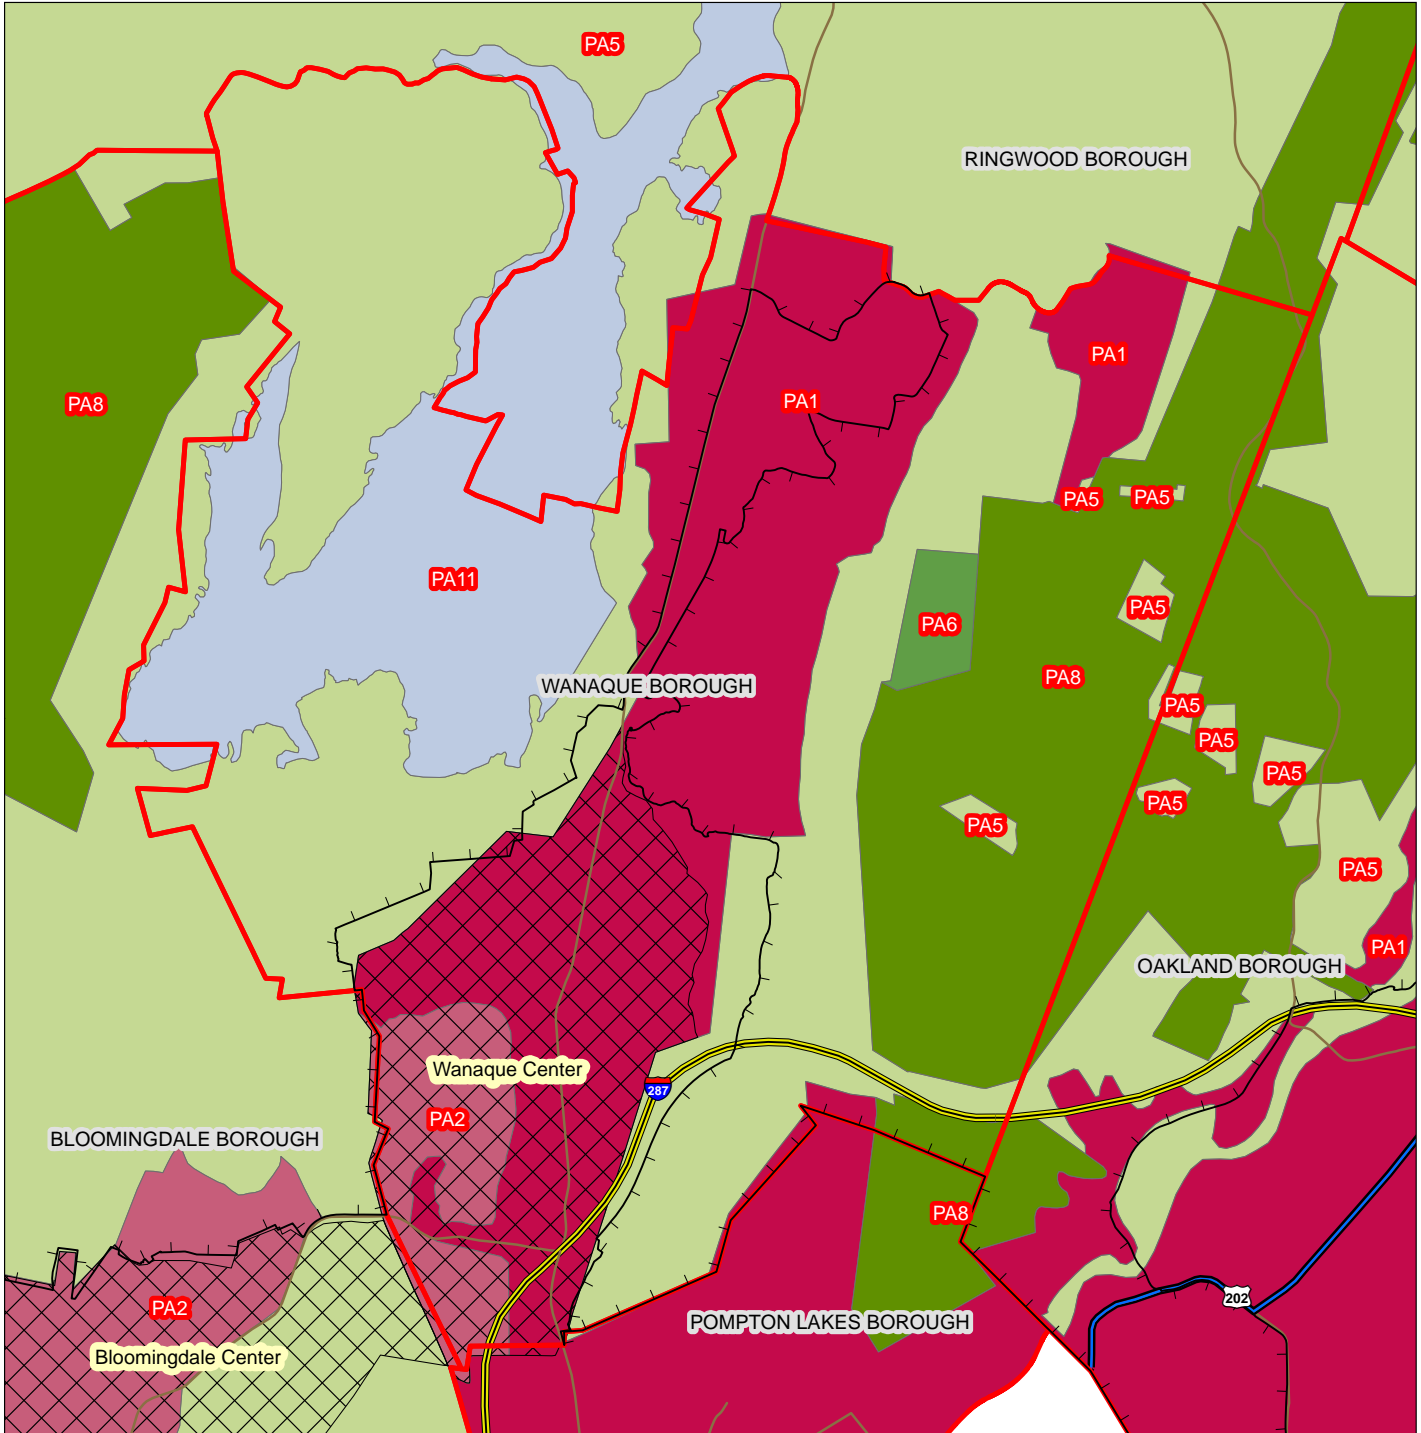 PA5
RINGWOOD BOROUGH
PA1
PA8
PA1
PA5
PA5
PA11
PA5
PA6
PA8
WANAQUE BOROUGH
PA5
PA5
PA5
PA5
PA5
PA5
PA1
OAKLAND BOROUGH
Wanaque Center
287
PA2
BLOOMINGDALE BOROUGH
PA8
202
PA2
POMPTON LAKES BOROUGH
Bloomingdale Center